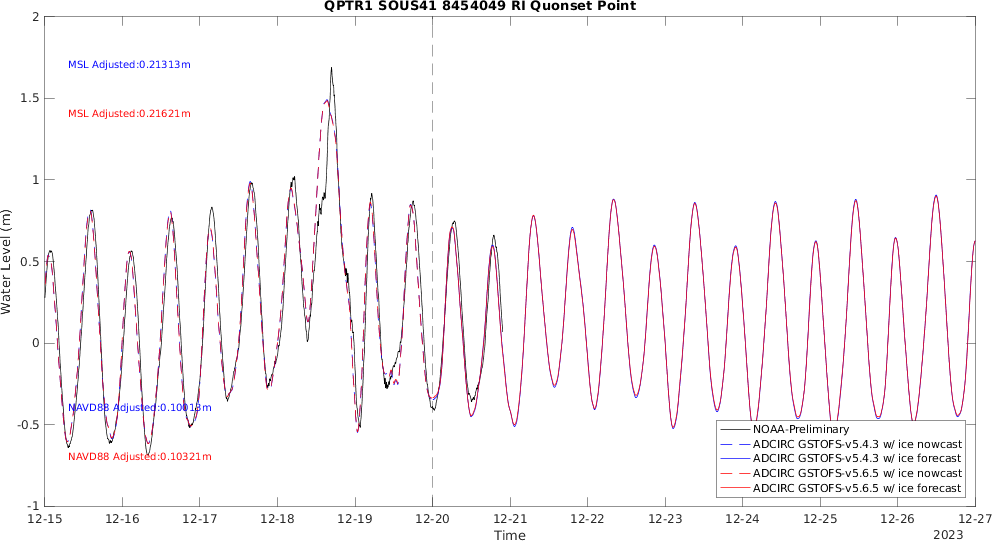 QPTR1 SOUS41 8454049 RI Quonset Point
2
1.5
1
0.5
0
-0.5
-1
Water Level (m)
MSL Adjusted:0.21313m
MSL Adjusted:0.21621m
NAVD88 Adjusted:0.10013m
NAVD88 Adjusted:0.10321m
NOAA-Preliminary
ADCIRC GSTOFS-v5.4.3 w/ ice nowcast
ADCIRC GSTOFS-v5.4.3 w/ ice forecast
ADCIRC GSTOFS-v5.6.5 w/ ice nowcast
ADCIRC GSTOFS-v5.6.5 w/ ice forecast
12-15 12-16 12-17 12-18 12-19 12-20 12-21 12-22 12-23 12-24 12-25 12-26 12-27
Time
2023